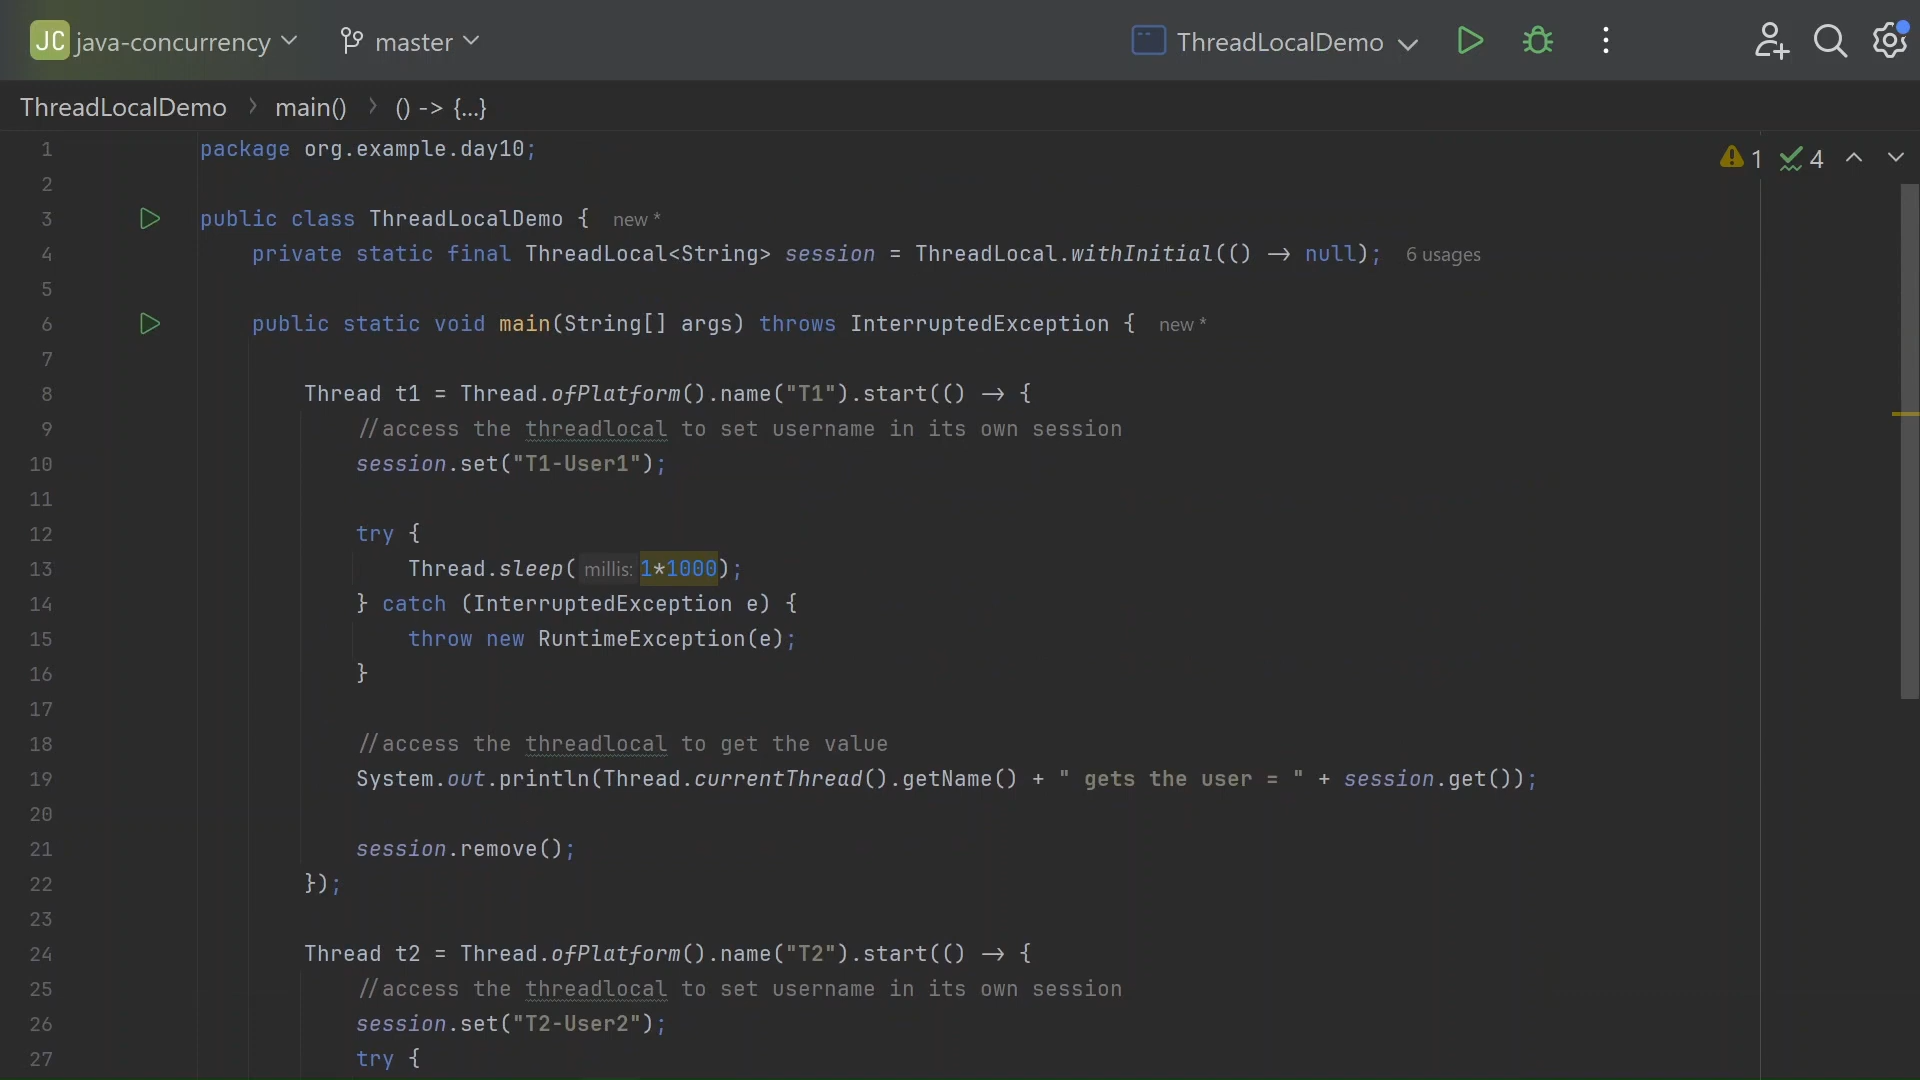 JC java-concurrency master ThreadLocalDemo
ThreadLocalDemo main() () -> {...}
1 package org.example.day10;
2
3 public class ThreadLocalDemo { new *
4 private static final ThreadLocal<String> session = ThreadLocal.withInitial(() -> null); 6 usages
5
6 public static void main(String[] args) throws InterruptedException { new *
7
8 Thread t1 = Thread.ofPlatform().name("T1").start(() -> {
9 //access the threadlocal to set username in its own session
10 session.set("T1-User1");
11
12 try {
13 Thread.sleep( millis: 1*1000);
14 } catch (InterruptedException e) {
15 throw new RuntimeException(e);
16 }
17
18 //access the threadlocal to get the value
19 System.out.println(Thread.currentThread().getName() + " gets the user = " + session.get());
20
21 session.remove();
22 });
23
24 Thread t2 = Thread.ofPlatform().name("T2").start(() -> {
25 //access the threadlocal to set username in its own session
26 session.set("T2-User2");
27 try {
1 4